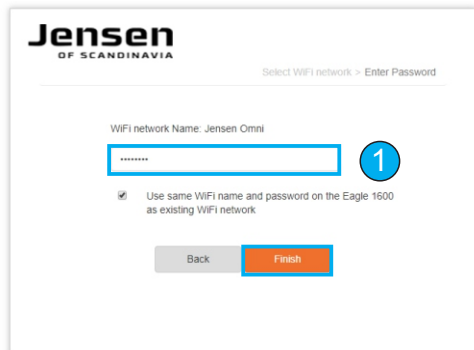 Jensen
OF SCANDINAVIA
Select WiFi network > Enter Password
WiFi network Name: Jensen Omni
********
1
Use same WiFi name and password on the Eagle 1600
as existing WiFi network
Back
Finish